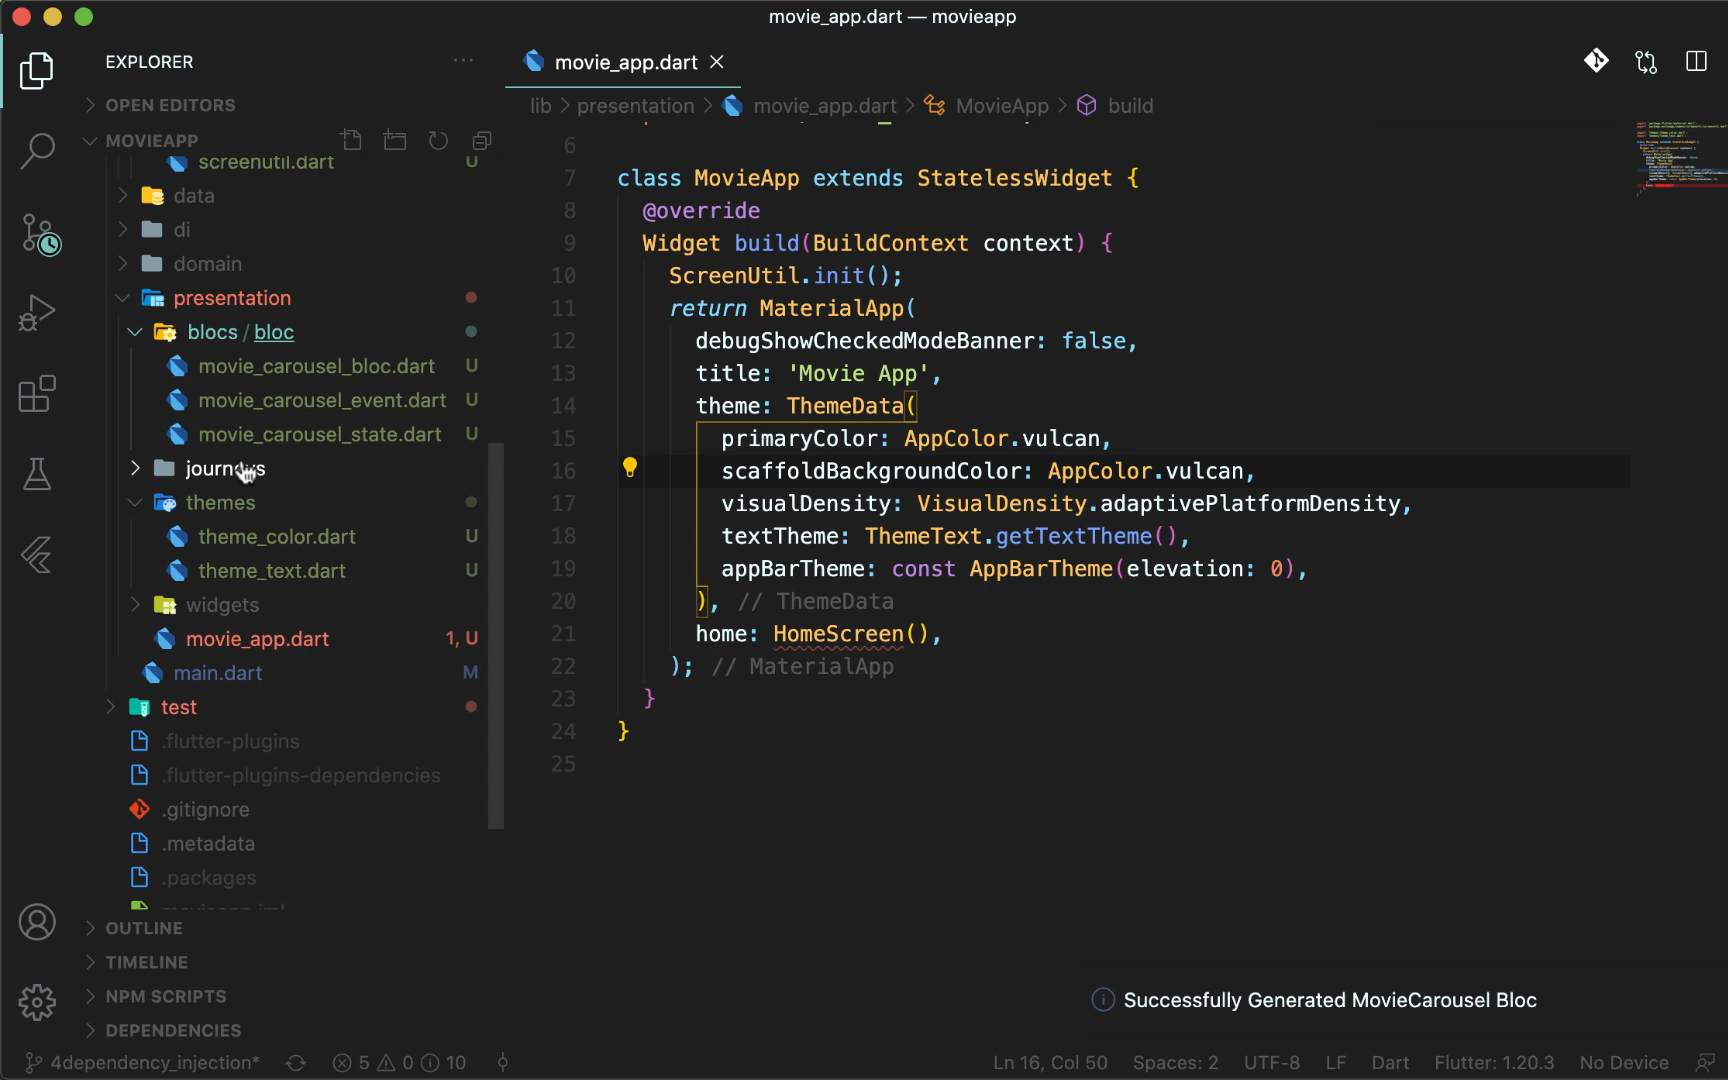 movie_app.dart — movieapp
EXPLORER
movie_app.dart
OPEN EDITORS
lib > presentation > movie_app.dart > MovieApp > build
MOVIEAPP
screenutil.dart U
data
di
domain
presentation
blocs / bloc
movie_carousel_bloc.dart U
movie_carousel_event.dart U
movie_carousel_state.dart U
themes
theme_color.dart U
theme_text.dart U
widgets
movie_app.dart 1, U
main.dart M
test
.flutter-plugins
.flutter-plugins-dependencies
.gitignore
.metadata
.packages
OUTLINE
TIMELINE
NPM SCRIPTS
DEPENDENCIES
6
7 class MovieApp extends StatelessWidget {
8 @override
9 Widget build(BuildContext context) {
10 ScreenUtil.init();
11 return MaterialApp(
12 debugShowCheckedModeBanner: false,
13 title: 'Movie App',
14 theme: ThemeData(
15 primaryColor: AppColor.vulcan,
16 scaffoldBackgroundColor: AppColor.vulcan,
17 visualDensity: VisualDensity.adaptivePlatformDensity,
18 textTheme: ThemeText.getTextTheme(),
19 appBarTheme: const AppBarTheme(elevation: 0),
20 ), // ThemeData
21 home: HomeScreen(),
22 ); // MaterialApp
23 }
24 }
25
Successfully Generated MovieCarousel Bloc
4dependency_injection* 5 0 10 Ln 16, Col 50 Spaces: 2 UTF-8 LF Dart Flutter: 1.20.3 No Device